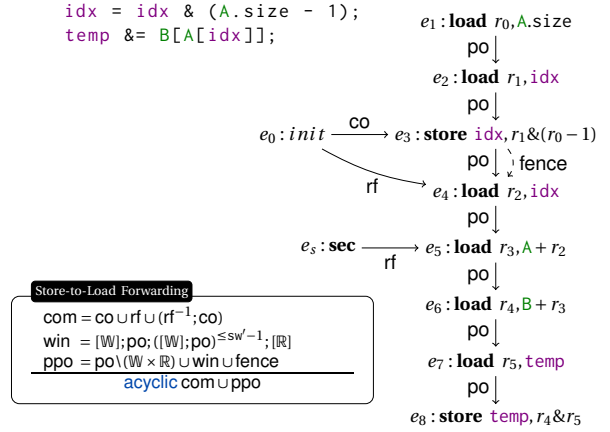 idx = idx & (A.size - 1);
temp &= B[A[idx]];
e₁ : load r₀, A.size
po
e₂ : load r₁, idx
po
e₀ : init co e₃ : store idx, r₁&(r₀−1)
po fence
rf e₄ : load r₂, idx
po
eₛ : sec rf e₅ : load r₃, A + r₂
po
e₆ : load r₄, B + r₃
po
e₇ : load r₅, temp
po
e₈ : store temp, r₄&r₅
Store-to-Load Forwarding
com = co ∪ rf ∪ (rf⁻¹; co)
win = [𝕎]; po; ([𝕎]; po)^≤sw′−1; [ℝ]
ppo = po\(𝕎 × ℝ) ∪ win ∪ fence
acyclic com ∪ ppo